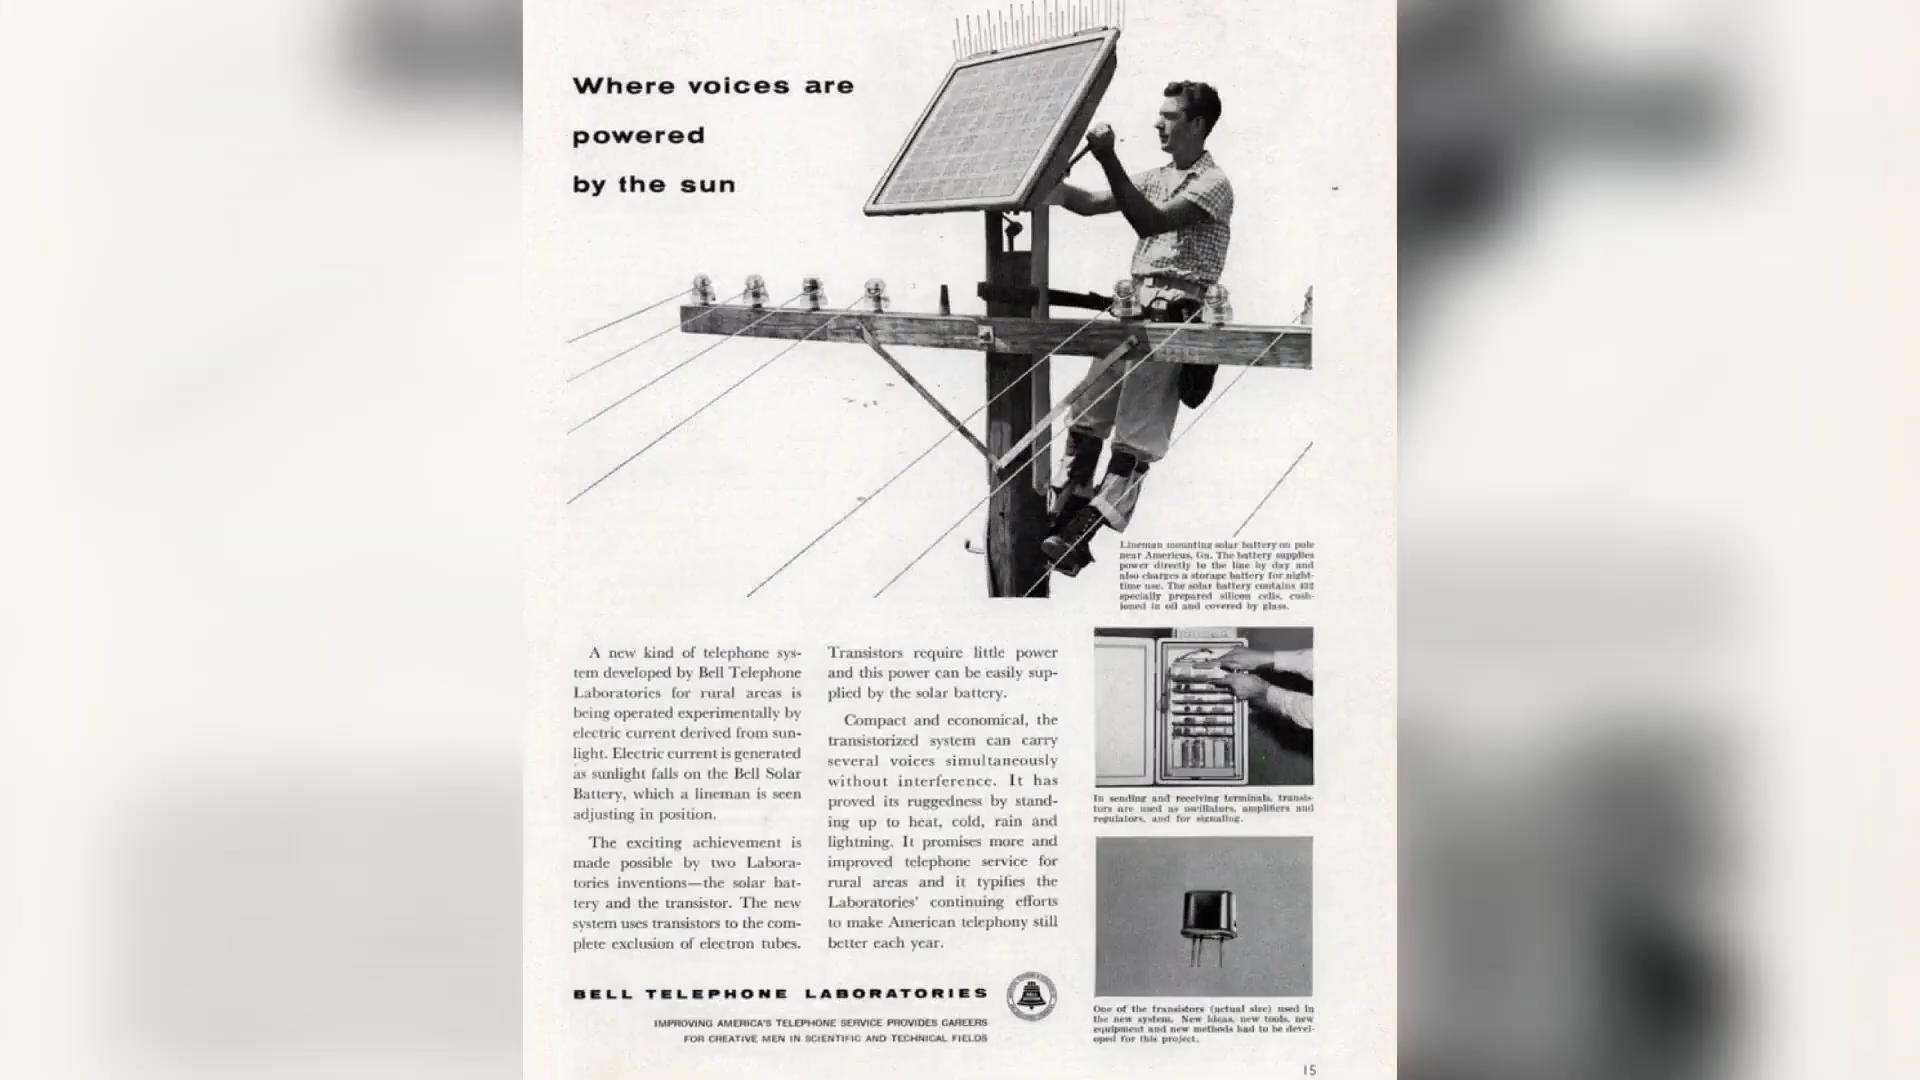 Where voices are
powered
by the sun
Lineman mounting solar battery on pole
near Americus, Ga. The battery supplies
power directly to the line by day and
also charges a storage battery for night-
time use. The solar battery contains 432
specially prepared silicon cells, cush-
ioned in oil and covered by glass.
A new kind of telephone sys-
tem developed by Bell Telephone
Laboratories for rural areas is
being operated experimentally by
electric current derived from sun-
light. Electric current is generated
as sunlight falls on the Bell Solar
Battery, which a lineman is seen
adjusting in position.
The exciting achievement is
made possible by two Labora-
tories inventions—the solar bat-
tery and the transistor. The new
system uses transistors to the com-
plete exclusion of electron tubes.
Transistors require little power
and this power can be easily sup-
plied by the solar battery.
Compact and economical, the
transistorized system can carry
several voices simultaneously
without interference. It has
proved its ruggedness by stand-
ing up to heat, cold, rain and
lightning. It promises more and
improved telephone service for
rural areas and it typifies the
Laboratories' continuing efforts
to make American telephony still
better each year.
In sending and receiving terminals, transis-
tors are used as oscillators, amplifiers and
regulators, and for signaling.
One of the transistors (actual size) used in
the new system. New ideas, new tools, new
equipment and new methods had to be devel-
oped for this project.
BELL TELEPHONE LABORATORIES
IMPROVING AMERICA'S TELEPHONE SERVICE PROVIDES CAREERS
FOR CREATIVE MEN IN SCIENTIFIC AND TECHNICAL FIELDS
15